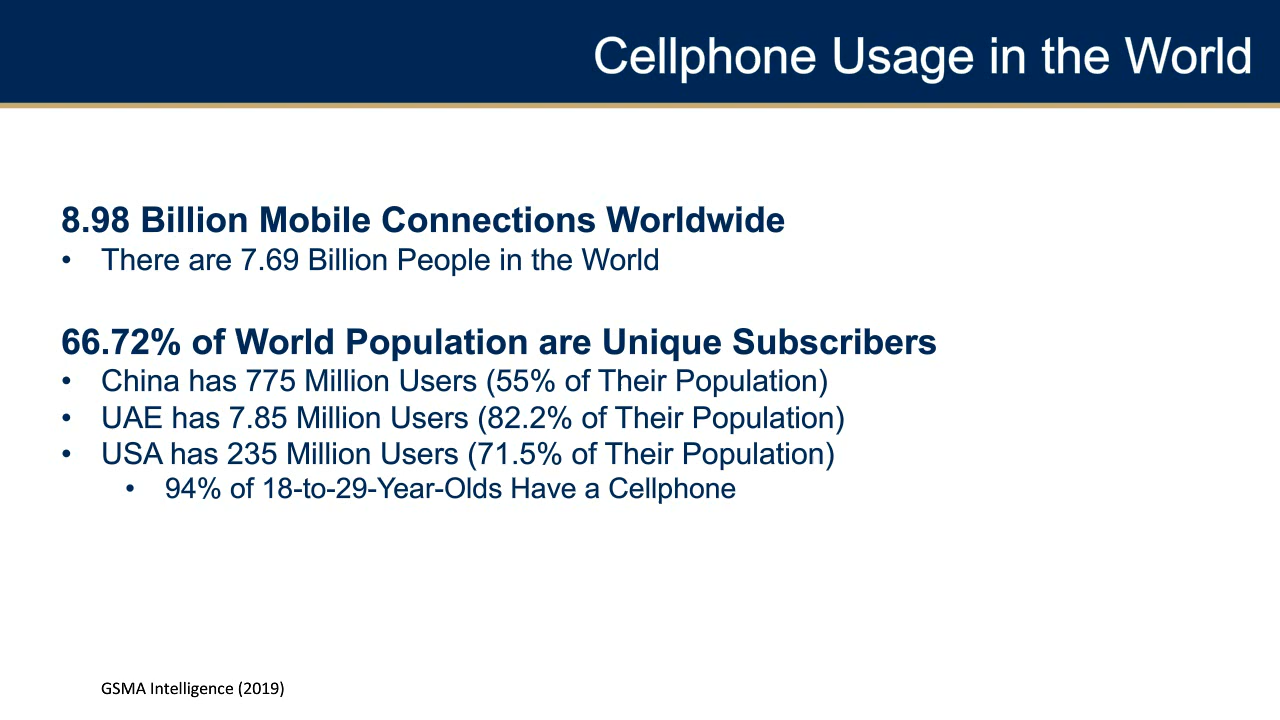 Cellphone Usage in the World
8.98 Billion Mobile Connections Worldwide
• There are 7.69 Billion People in the World
66.72% of World Population are Unique Subscribers
• China has 775 Million Users (55% of Their Population)
• UAE has 7.85 Million Users (82.2% of Their Population)
• USA has 235 Million Users (71.5% of Their Population)
• 94% of 18-to-29-Year-Olds Have a Cellphone
GSMA Intelligence (2019)